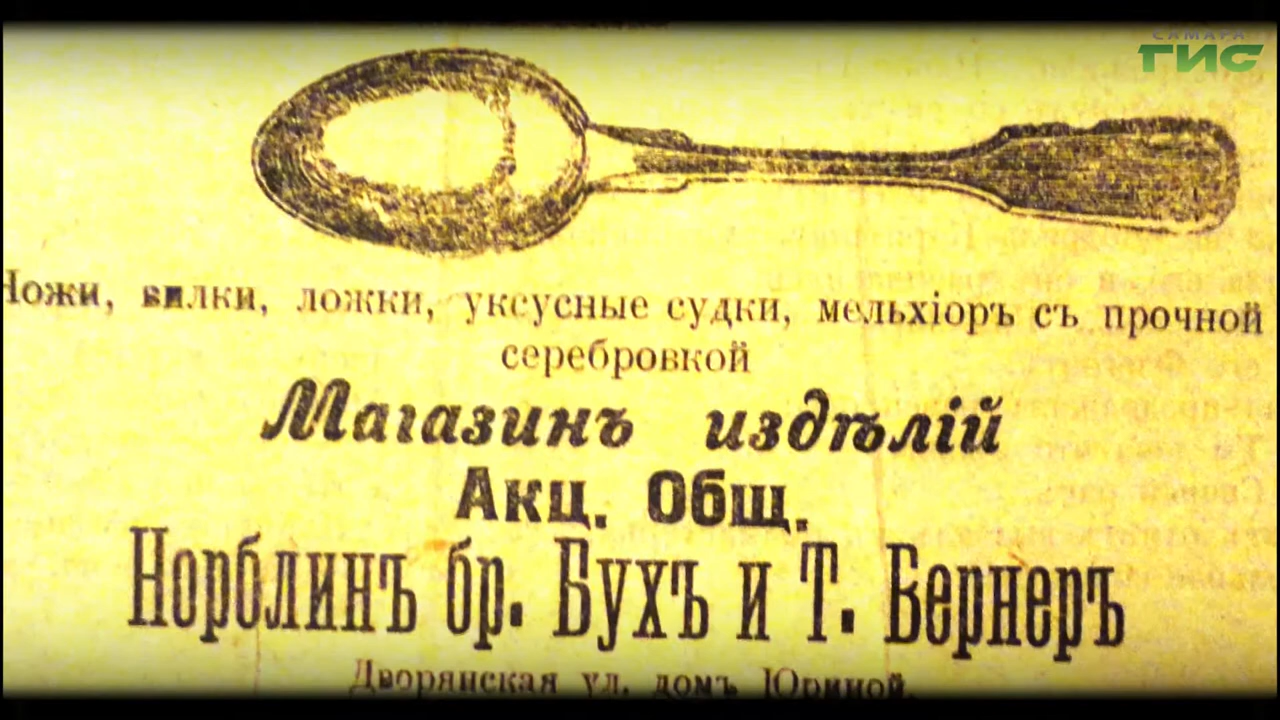 САМАРА
ГИС
Ножи, вилки, ложки, уксусные судки, мельхіоръ съ прочной
серебровкой
Магазинъ издѣлій
Акц. Общ.
Норблинъ бр. Бухъ и Т. Вернеръ
Дворянская ул. домъ Юриной.